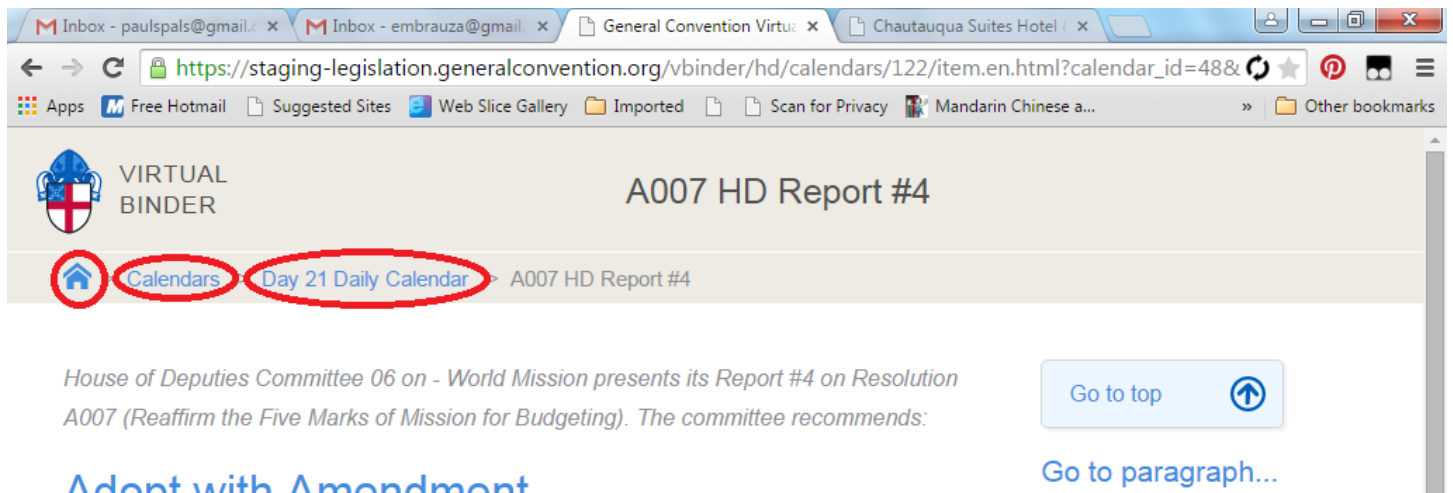 Inbox - paulspals@gmail.c
Inbox - embrauza@gmail.
General Convention Virtua
Chautauqua Suites Hotel &
https://staging-legislation.generalconvention.org/vbinder/hd/calendars/122/item.en.html?calendar_id=48&
Apps
Free Hotmail
Suggested Sites
Web Slice Gallery
Imported
Scan for Privacy
Mandarin Chinese a...
»
Other bookmarks
VIRTUAL
BINDER
A007 HD Report #4
> Calendars > Day 21 Daily Calendar > A007 HD Report #4
House of Deputies Committee 06 on - World Mission presents its Report #4 on Resolution
A007 (Reaffirm the Five Marks of Mission for Budgeting). The committee recommends:
Go to top
Go to paragraph...
Adopt with Amendment